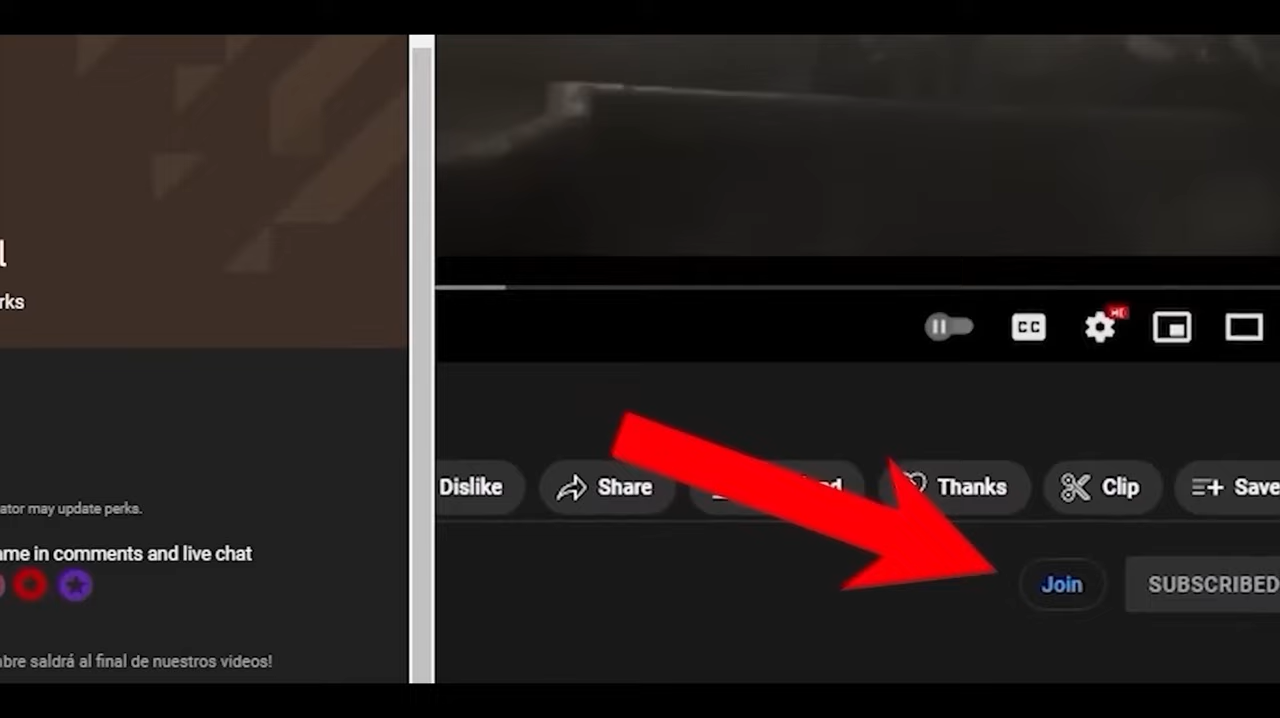 rks
ator may update perks.
ame in comments and live chat
bre saldrá al final de nuestros videos!
CC
Dislike
Share
Thanks
Clip
Save
Join
SUBSCRIBED